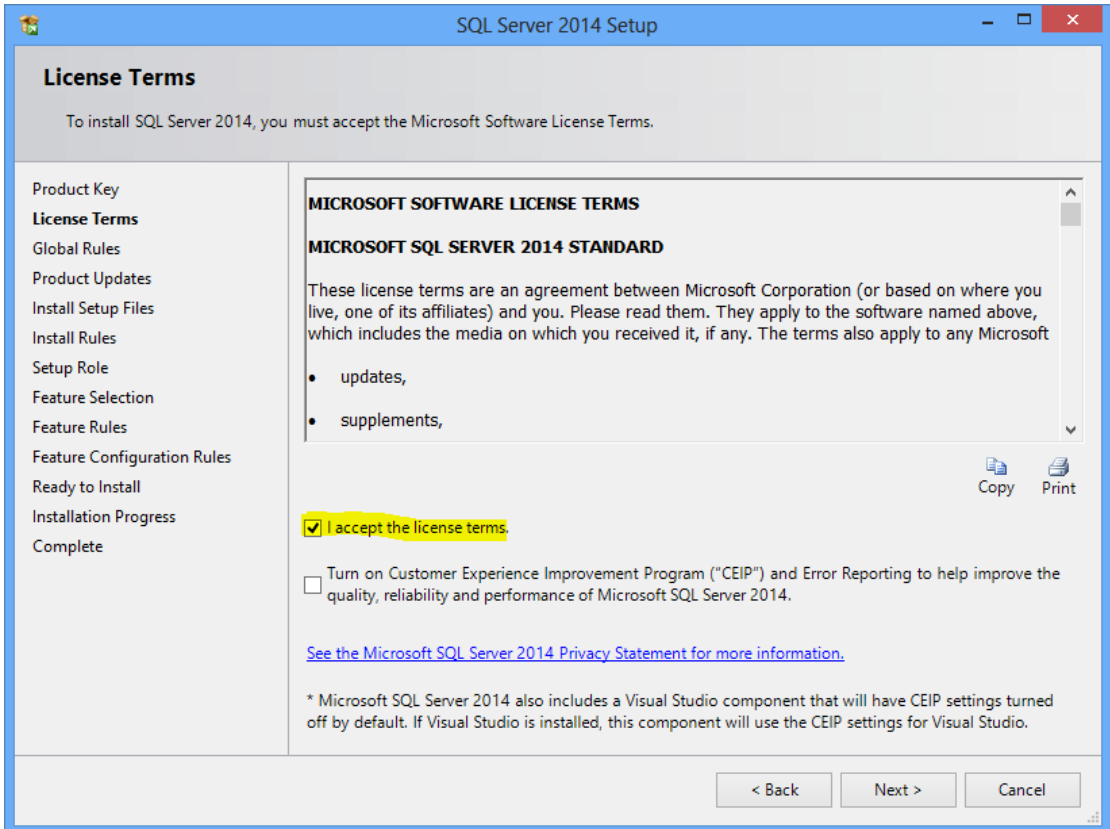 SQL Server 2014 Setup
License Terms
To install SQL Server 2014, you must accept the Microsoft Software License Terms.
Product Key
License Terms
Global Rules
Product Updates
Install Setup Files
Install Rules
Setup Role
Feature Selection
Feature Rules
Feature Configuration Rules
Ready to Install
Installation Progress
Complete
MICROSOFT SOFTWARE LICENSE TERMS
MICROSOFT SQL SERVER 2014 STANDARD
These license terms are an agreement between Microsoft Corporation (or based on where you
live, one of its affiliates) and you. Please read them. They apply to the software named above,
which includes the media on which you received it, if any. The terms also apply to any Microsoft
• updates,
• supplements,
Copy Print
I accept the license terms.
Turn on Customer Experience Improvement Program ("CEIP") and Error Reporting to help improve the
quality, reliability and performance of Microsoft SQL Server 2014.
See the Microsoft SQL Server 2014 Privacy Statement for more information.
* Microsoft SQL Server 2014 also includes a Visual Studio component that will have CEIP settings turned
off by default. If Visual Studio is installed, this component will use the CEIP settings for Visual Studio.
< Back Next > Cancel